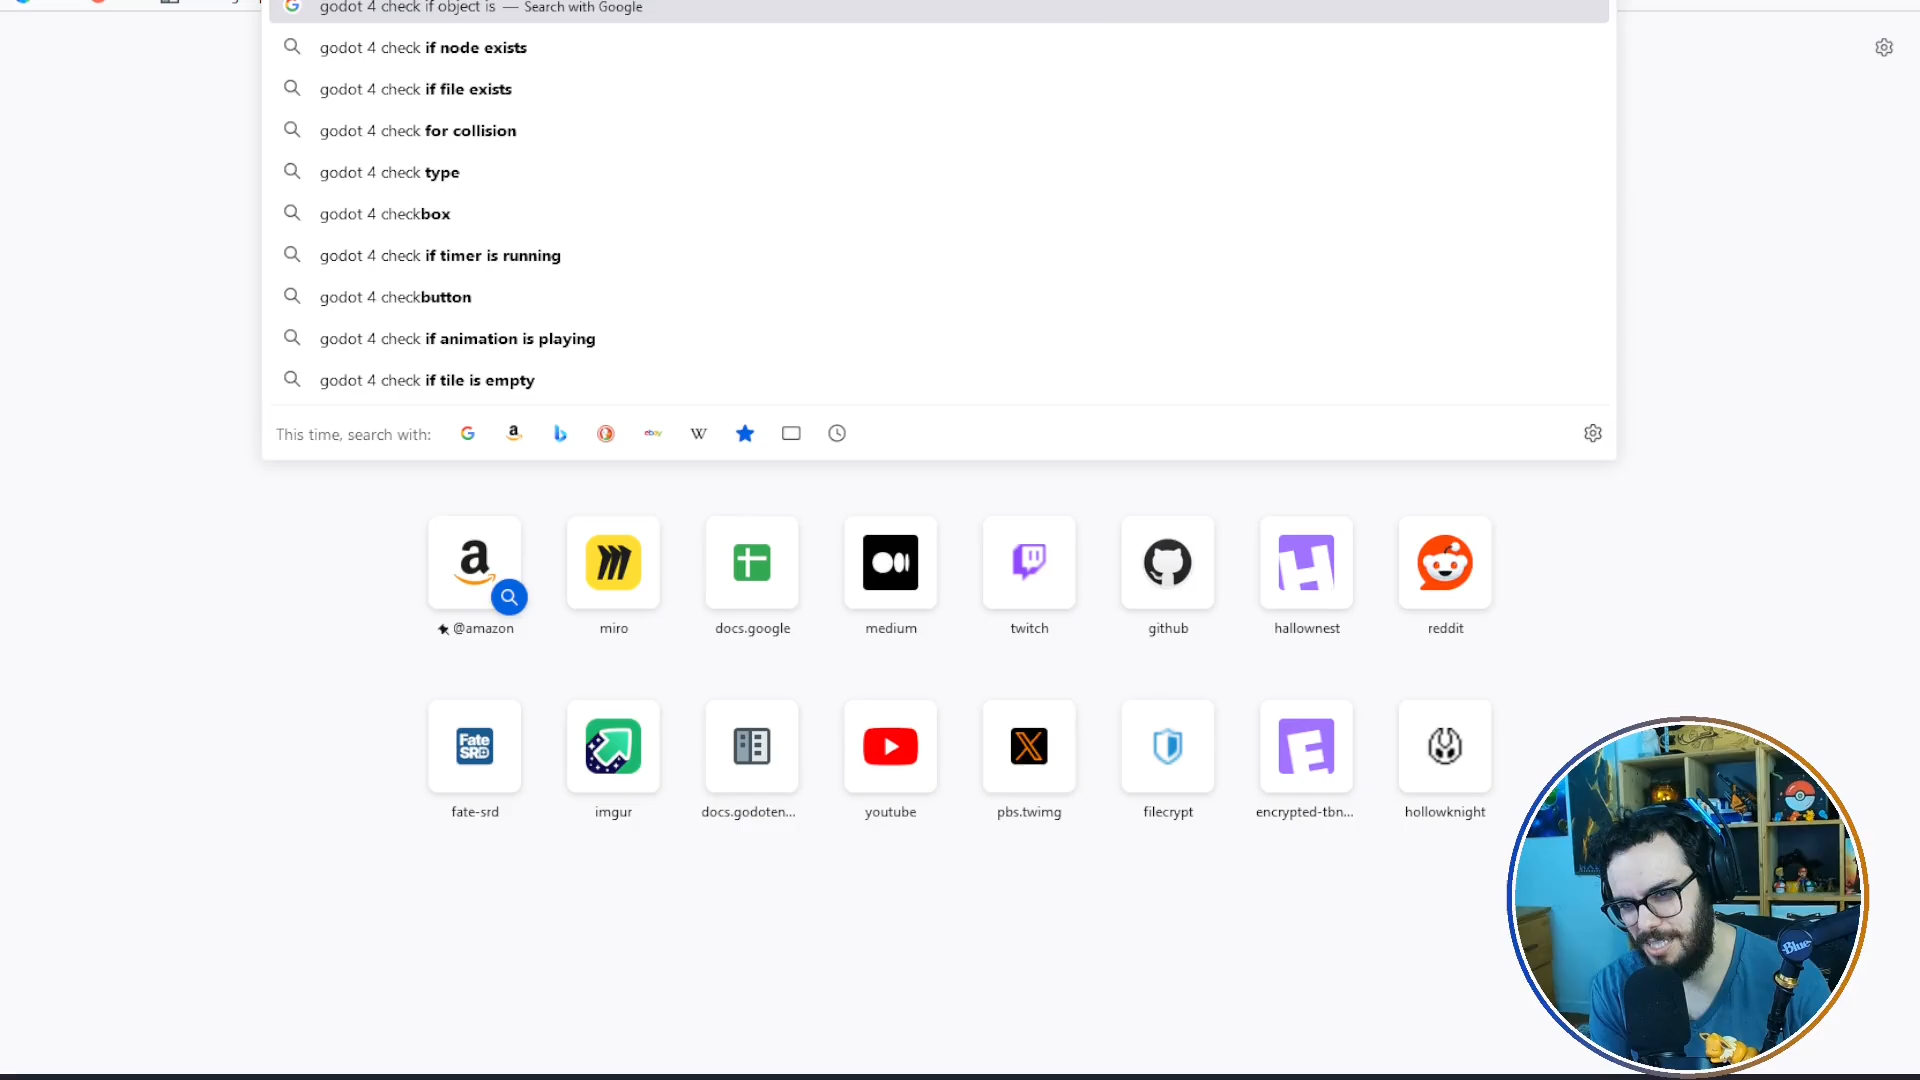 godot 4 check if object is — Search with Google
godot 4 check if node exists
godot 4 check if file exists
godot 4 check for collision
godot 4 check type
godot 4 checkbox
godot 4 check if timer is running
godot 4 checkbutton
godot 4 check if animation is playing
godot 4 check if tile is empty
This time, search with:
ebay
W
a
@amazon
miro
docs.google
medium
twitch
github
hallownest
reddit
Fate
SRD
fate-srd
imgur
docs.godoten...
youtube
pbs.twimg
filecrypt
encrypted-tbn...
hollowknight
Blue